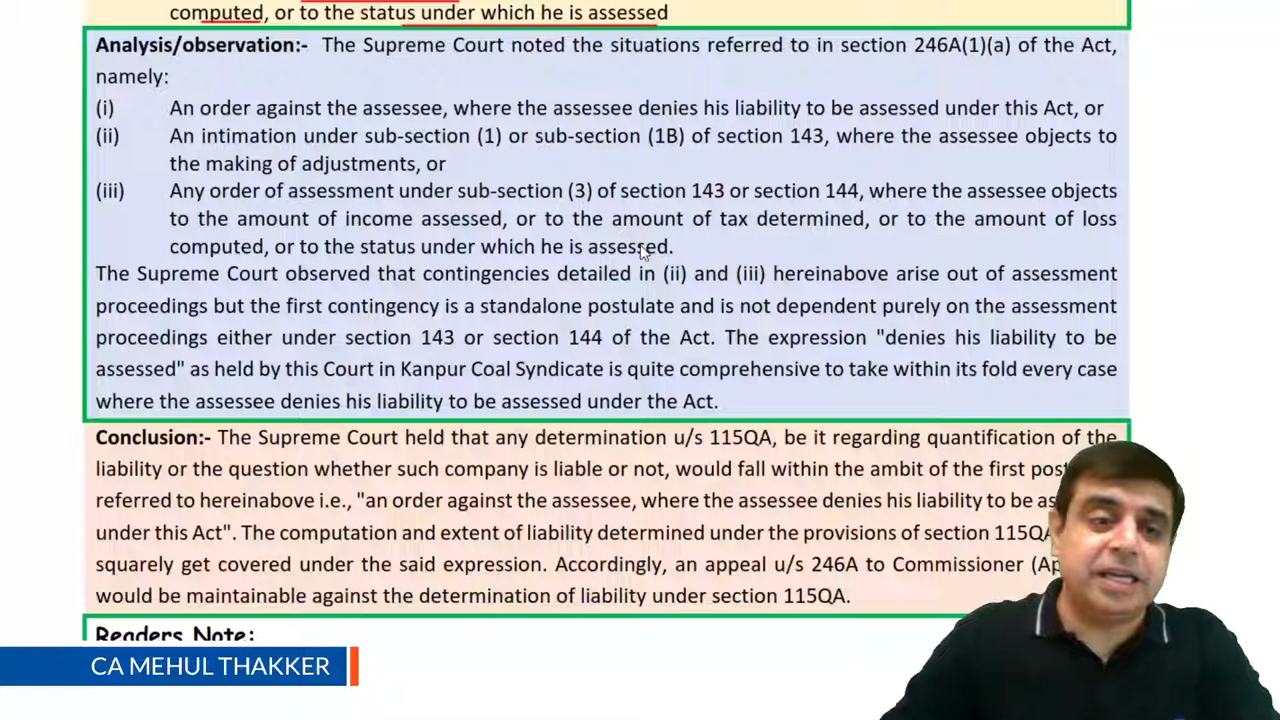 computed, or to the status under which he is assessed
Analysis/observation:- The Supreme Court noted the situations referred to in section 246A(1)(a) of the Act,
namely:
(i) An order against the assessee, where the assessee denies his liability to be assessed under this Act, or
(ii) An intimation under sub-section (1) or sub-section (1B) of section 143, where the assessee objects to
the making of adjustments, or
(iii) Any order of assessment under sub-section (3) of section 143 or section 144, where the assessee objects
to the amount of income assessed, or to the amount of tax determined, or to the amount of loss
computed, or to the status under which he is assessed.
The Supreme Court observed that contingencies detailed in (ii) and (iii) hereinabove arise out of assessment
proceedings but the first contingency is a standalone postulate and is not dependent purely on the assessment
proceedings either under section 143 or section 144 of the Act. The expression "denies his liability to be
assessed" as held by this Court in Kanpur Coal Syndicate is quite comprehensive to take within its fold every case
where the assessee denies his liability to be assessed under the Act.
Conclusion:- The Supreme Court held that any determination u/s 115QA, be it regarding quantification of the
liability or the question whether such company is liable or not, would fall within the ambit of the first
referred to hereinabove i.e., "an order against the assessee, where the assessee denies his liability to be
under this Act". The computation and extent of liability determined under the provisions of section 115QA
squarely get covered under the said expression. Accordingly, an appeal u/s 246A to Commissioner
would be maintainable against the determination of liability under section 115QA.
Readers Note:
CA MEHUL THAKKER